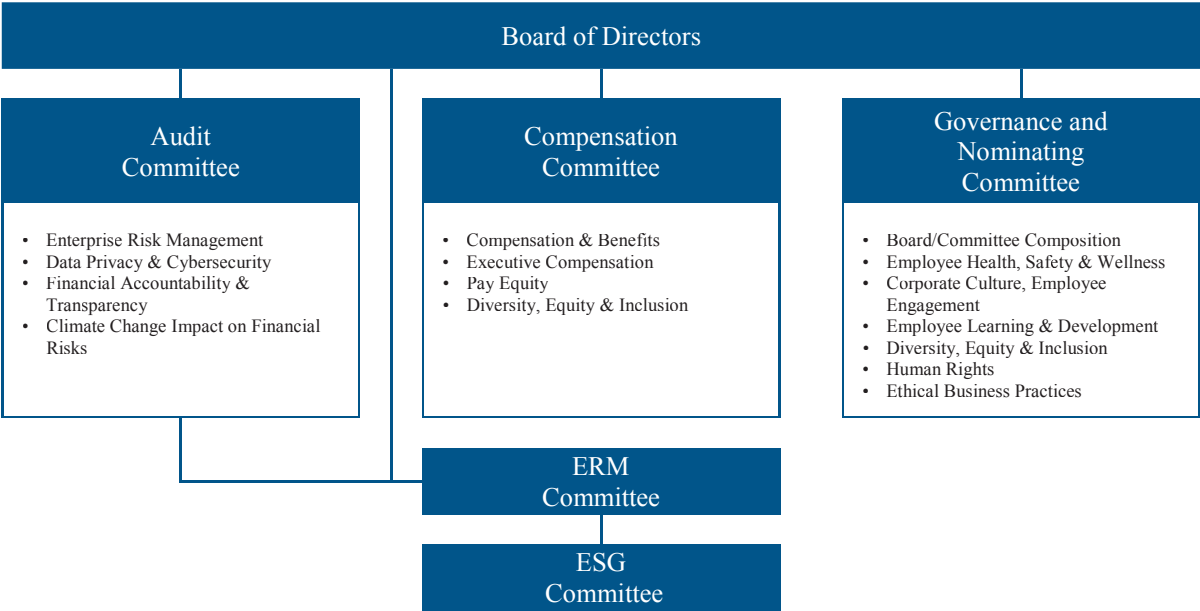 Board of Directors
Audit
Committee
• Enterprise Risk Management
• Data Privacy & Cybersecurity
• Financial Accountability &
Transparency
• Climate Change Impact on Financial
Risks
Compensation
Committee
• Compensation & Benefits
• Executive Compensation
• Pay Equity
• Diversity, Equity & Inclusion
Governance and
Nominating
Committee
• Board/Committee Composition
• Employee Health, Safety & Wellness
• Corporate Culture, Employee
Engagement
• Employee Learning & Development
• Diversity, Equity & Inclusion
• Human Rights
• Ethical Business Practices
ERM
Committee
ESG
Committee